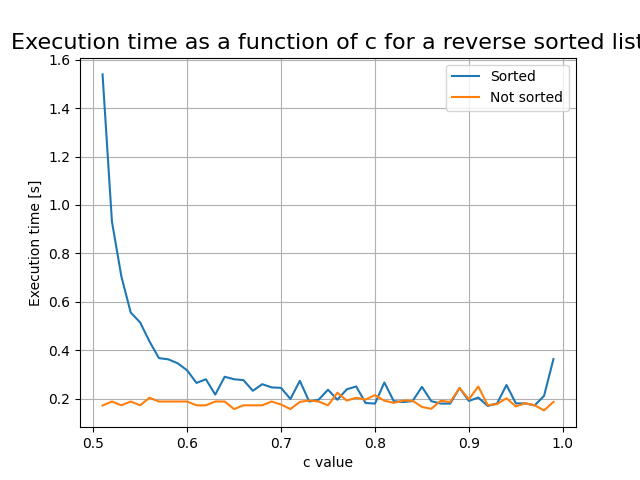 Execution time as a function of c for a reverse sorted list
1.6
1.4
1.2
1.0
0.8
0.6
0.4
0.2
Execution time [s]
Sorted
Not sorted
0.5 0.6 0.7 0.8 0.9 1.0
c value